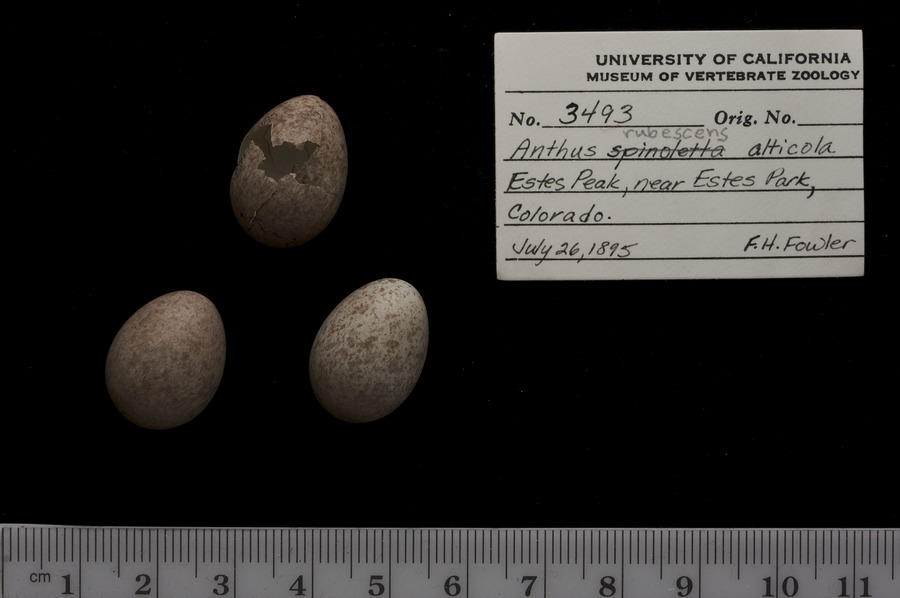 UNIVERSITY OF CALIFORNIA
MUSEUM OF VERTEBRATE ZOOLOGY
No. 3493 Orig. No.
rubescens
Anthus spinoletta alticola
Estes Peak, near Estes Park,
Colorado.
July 26, 1895 F.H. Fowler
cm 1 2 3 4 5 6 7 8 9 10 11